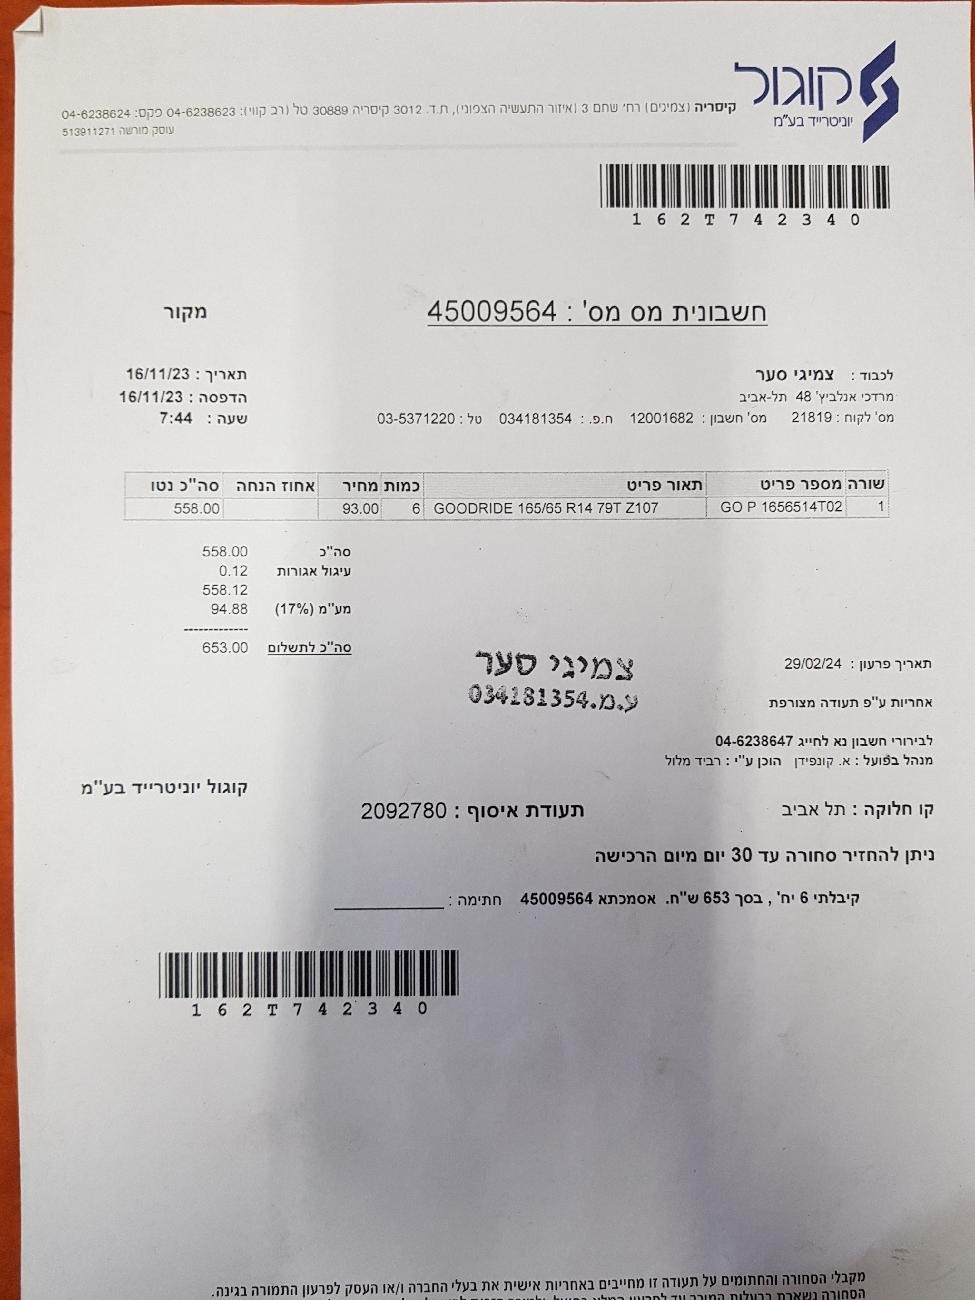 קוגול
יוניטרייד בע"מ
קיסריה (צמיגים) רח' שחם 3 (איזור התעשיה הצפוני), ת.ד. 3012 קיסריה 30889 טל (רב קווי): 04-6238623 פקס: 04-6238624
עוסק מורשה 513911271
162T742340
חשבונית מס מס' : 45009564 מקור
לכבוד : צמיגי סער תאריך : 16/11/23
מרדכי אנלביץ' 48 תל-אביב הדפסה : 16/11/23
מס' לקוח : 21819 מס' חשבון : 12001682 ח.פ. : 034181354 טל : 03-5371220 שעה : 7:44
שורה מספר פריט תאור פריט כמות מחיר אחוז הנחה סה"כ נטו
1 GO P 1656514T02 GOODRIDE 165/65 R14 79T Z107 6 93.00 558.00
סה"כ 558.00
עיגול אגורות 0.12
558.12
מע"מ (17%) 94.88
-------------
סה"כ לתשלום 653.00
צמיגי סער
ע.מ.034181354
תאריך פרעון : 29/02/24
אחריות ע"פ תעודה מצורפת
לבירורי חשבון נא לחייג 04-6238647
מנהל בפועל : א. קונפידן הוכן ע"י : רביד מלול
קוגול יוניטרייד בע"מ
קו חלוקה : תל אביב תעודת איסוף : 2092780
ניתן להחזיר סחורה עד 30 יום מיום הרכישה
קיבלתי 6 יח' , בסך 653 ש"ח. אסמכתא 45009564 חתימה : ________
162T742340
מקבלי הסחורה והחתומים על תעודה זו מחייבים באחריות אישית את בעלי החברה ו/או העסק לפרעון התמורה בגינה.